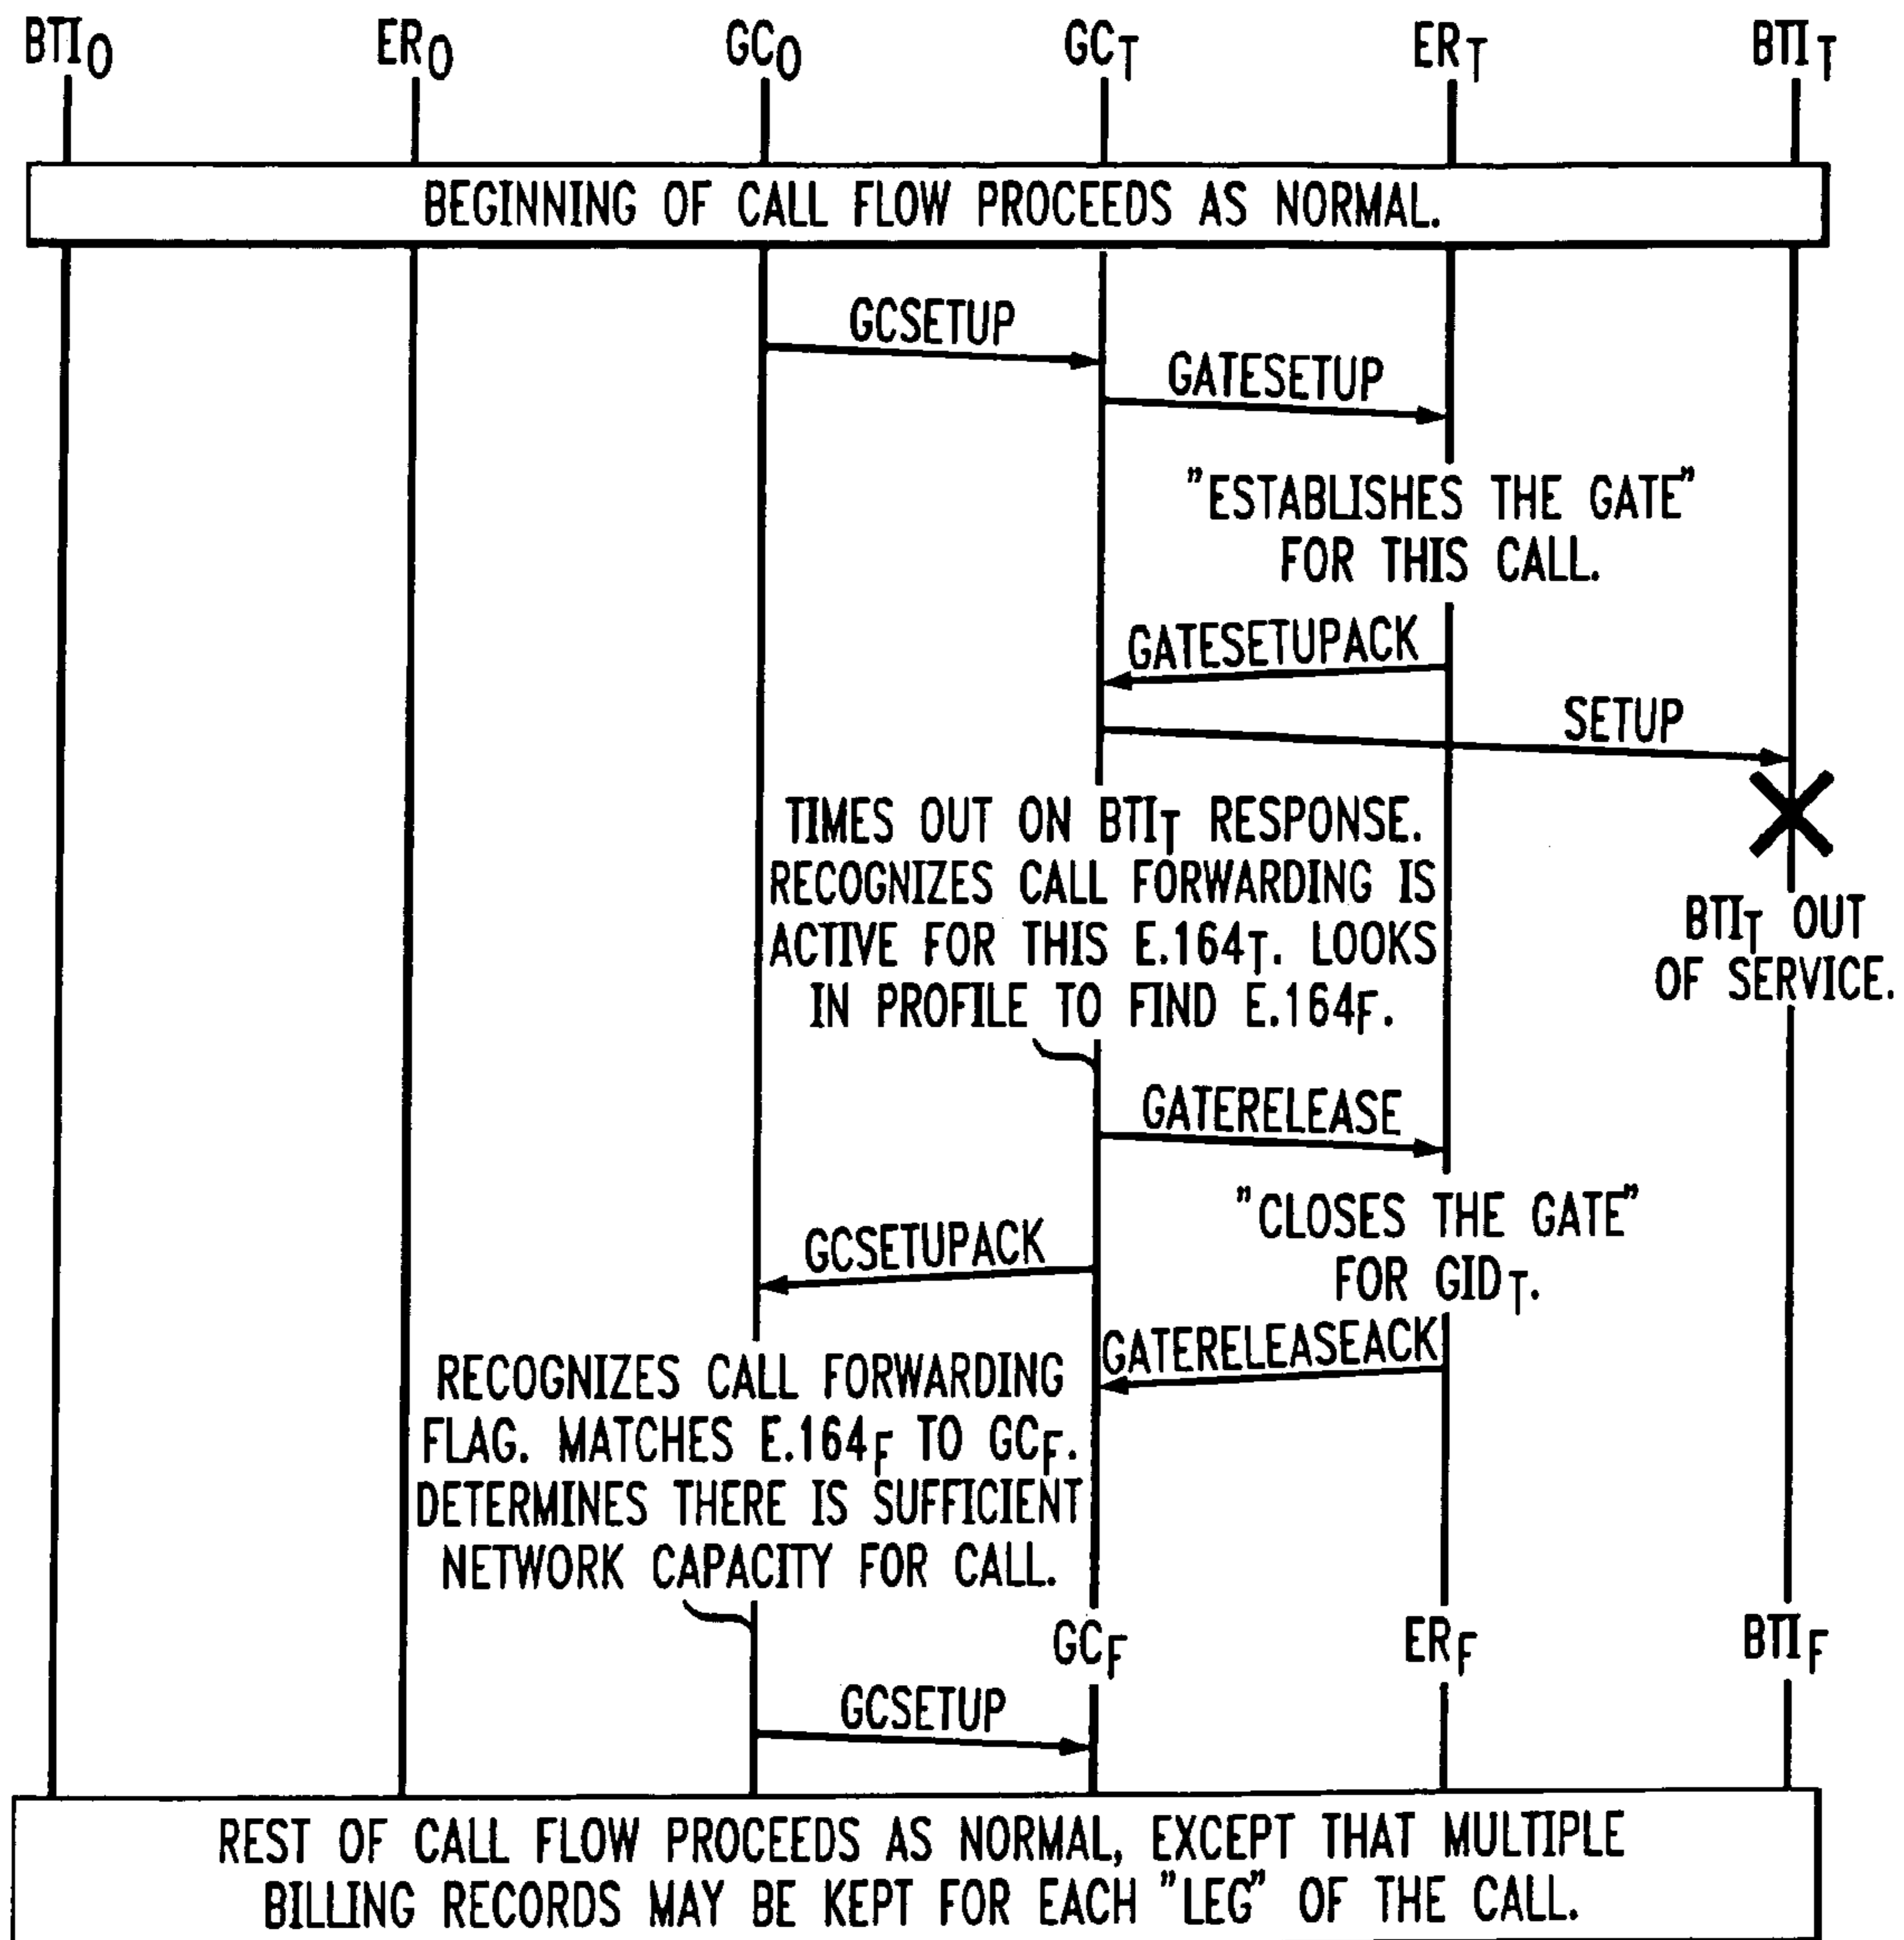 BTIO ERO GCO GCT ERT BTIT
BEGINNING OF CALL FLOW PROCEEDS AS NORMAL.
GCSETUP
GATESETUP
"ESTABLISHES THE GATE"
FOR THIS CALL.
GATESETUPACK
SETUP
TIMES OUT ON BTIT RESPONSE.
RECOGNIZES CALL FORWARDING IS
ACTIVE FOR THIS E.164T. LOOKS
IN PROFILE TO FIND E.164F.
BTIT OUT
OF SERVICE.
GATERELEASE
"CLOSES THE GATE"
FOR GIDT.
GCSETUPACK
GATERELEASEACK
RECOGNIZES CALL FORWARDING
FLAG. MATCHES E.164F TO GCF.
DETERMINES THERE IS SUFFICIENT
NETWORK CAPACITY FOR CALL.
GCF ERF BTIF
GCSETUP
REST OF CALL FLOW PROCEEDS AS NORMAL, EXCEPT THAT MULTIPLE
BILLING RECORDS MAY BE KEPT FOR EACH "LEG" OF THE CALL.